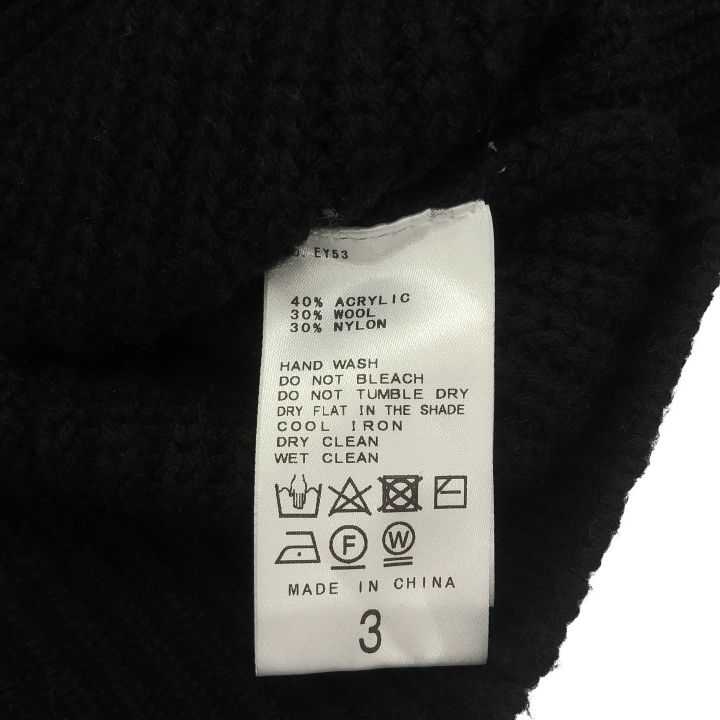 EY53
40% ACRYLIC
30% WOOL
30% NYLON
HAND WASH
DO NOT BLEACH
DO NOT TUMBLE DRY
DRY FLAT IN THE SHADE
COOL IRON
DRY CLEAN
WET CLEAN
F W
MADE IN CHINA
3